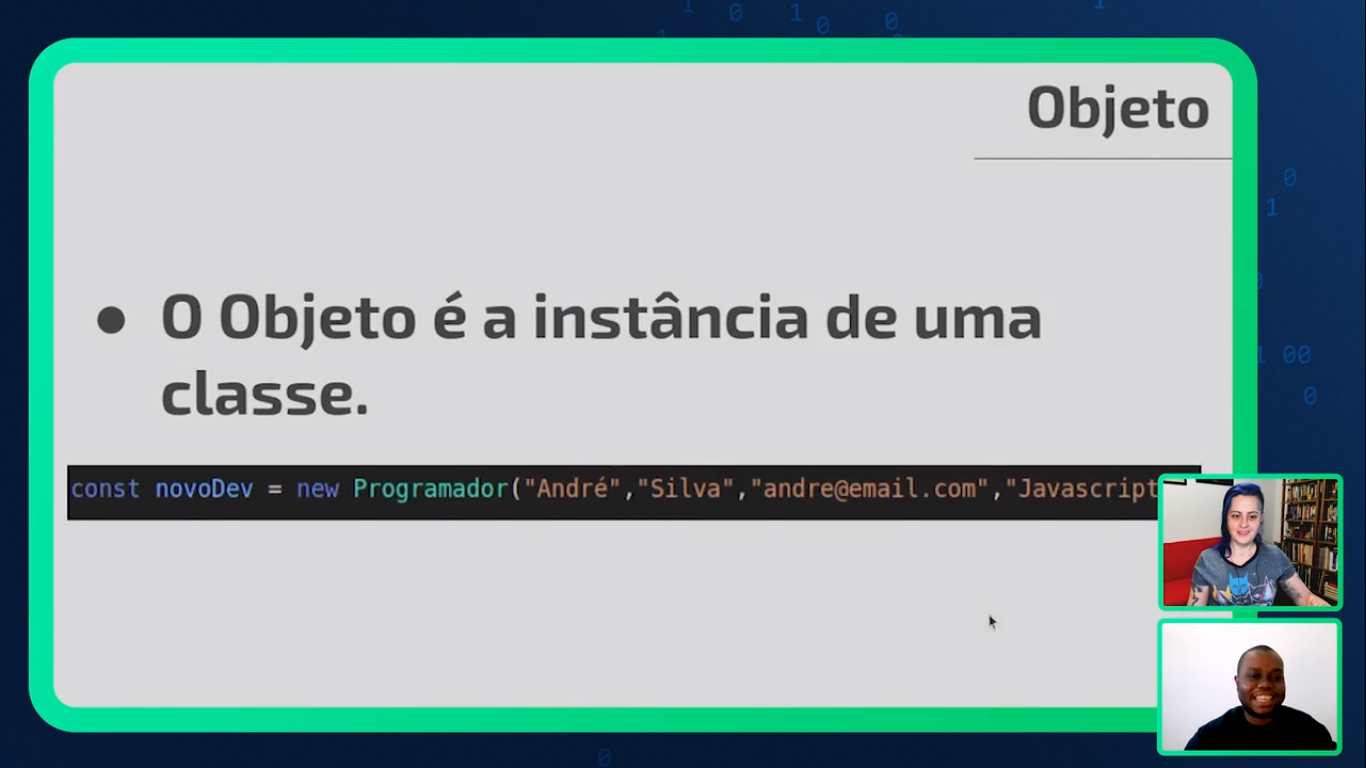 Objeto
● O Objeto é a instância de uma
classe.
const novoDev = new Programador("André","Silva","andre@email.com","Javascript